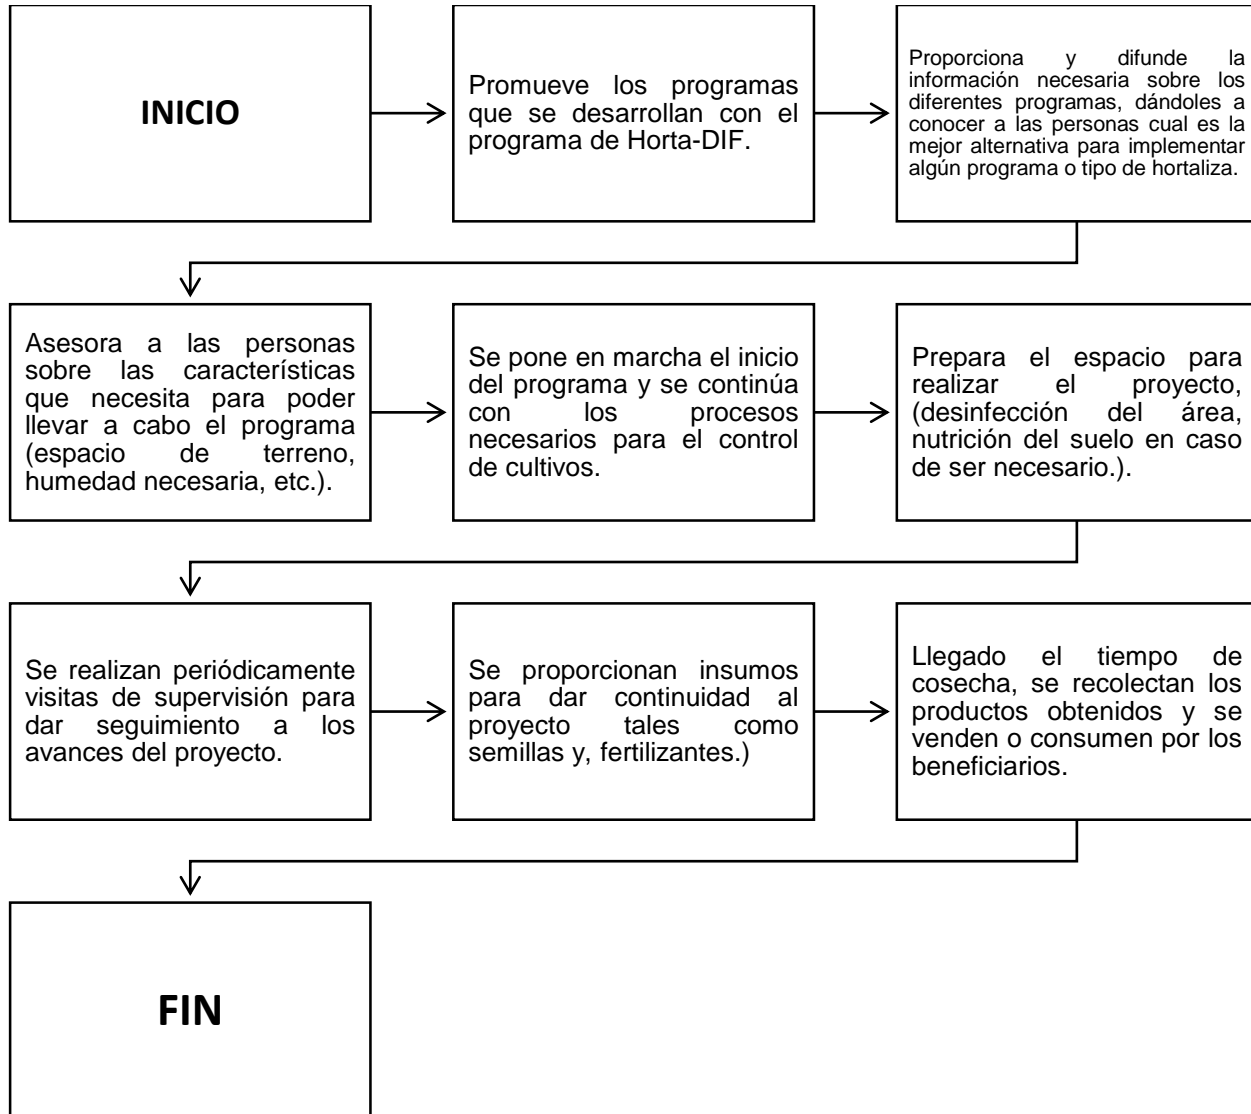 INICIO
Promueve los programas
que se desarrollan con el
programa de Horta-DIF.
Proporciona y difunde la
información necesaria sobre los
diferentes programas, dándoles a
conocer a las personas cual es la
mejor alternativa para implementar
algún programa o tipo de hortaliza.
Asesora a las personas
sobre las características
que necesita para poder
llevar a cabo el programa
(espacio de terreno,
humedad necesaria, etc.).
Se pone en marcha el inicio
del programa y se continúa
con los procesos
necesarios para el control
de cultivos.
Prepara el espacio para
realizar el proyecto,
(desinfección del área,
nutrición del suelo en caso
de ser necesario.).
Se realizan periódicamente
visitas de supervisión para
dar seguimiento a los
avances del proyecto.
Se proporcionan insumos
para dar continuidad al
proyecto tales como
semillas y, fertilizantes.)
Llegado el tiempo de
cosecha, se recolectan los
productos obtenidos y se
venden o consumen por los
beneficiarios.
FIN